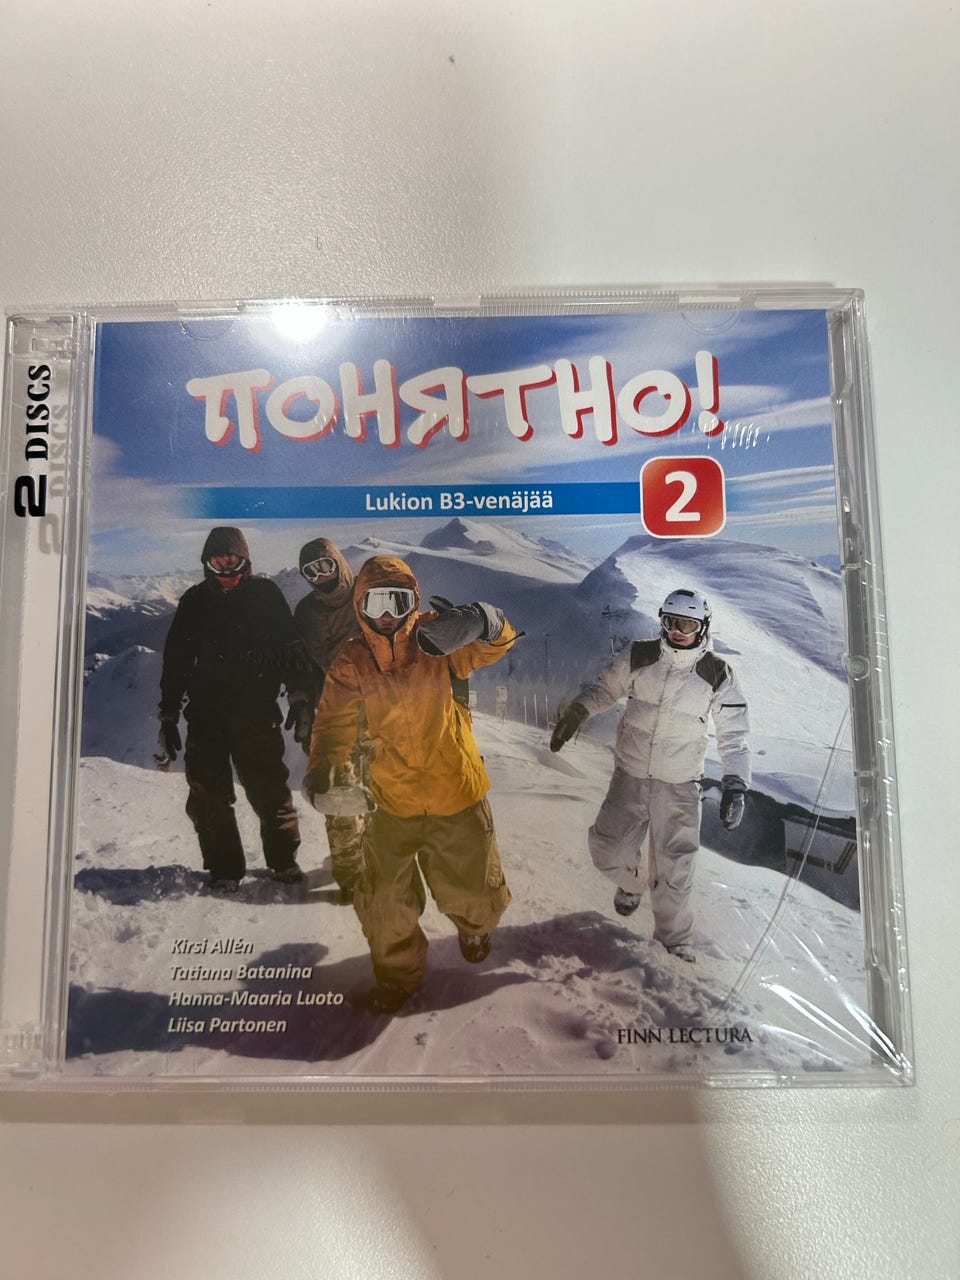 2 DISCS
ПОНЯТНО!
2
Lukion B3-venäjää
Kirsi Allén
Tatiana Batanina
Hanna-Maaria Luoto
Liisa Partonen
FINN LECTURA